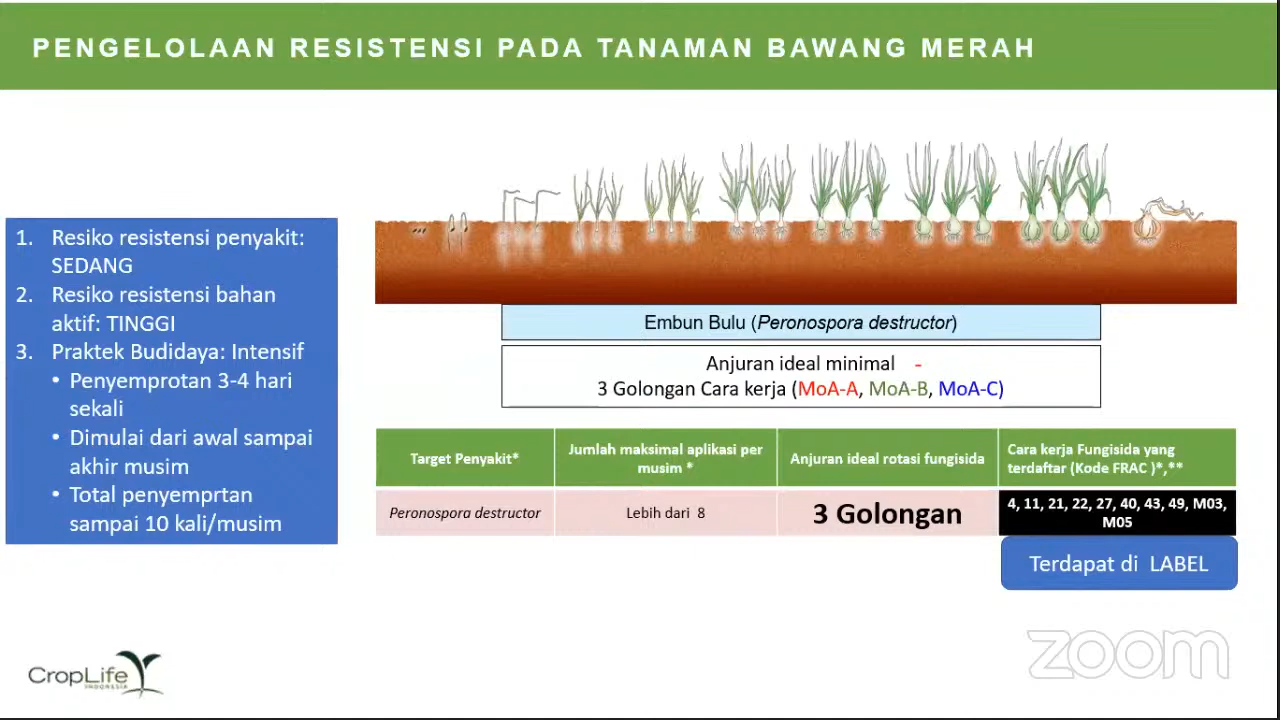 PENGELOLAAN RESISTENSI PADA TANAMAN BAWANG MERAH
1. Resiko resistensi penyakit:
SEDANG
2. Resiko resistensi bahan
aktif: TINGGI
3. Praktek Budidaya: Intensif
• Penyemprotan 3-4 hari
sekali
• Dimulai dari awal sampai
akhir musim
• Total penyemprtan
sampai 10 kali/musim
Embun Bulu (Peronospora destructor)
Anjuran ideal minimal -
3 Golongan Cara kerja (MoA-A, MoA-B, MoA-C)
Target Penyakit*
Jumlah maksimal aplikasi per
musim *
Anjuran ideal rotasi fungisida
Cara kerja Fungisida yang
terdaftar (Kode FRAC )*,**
Peronospora destructor
Lebih dari 8
3 Golongan
4, 11, 21, 22, 27, 40, 43, 49, M03,
M05
Terdapat di LABEL
CropLife
INDONESIA
zoom